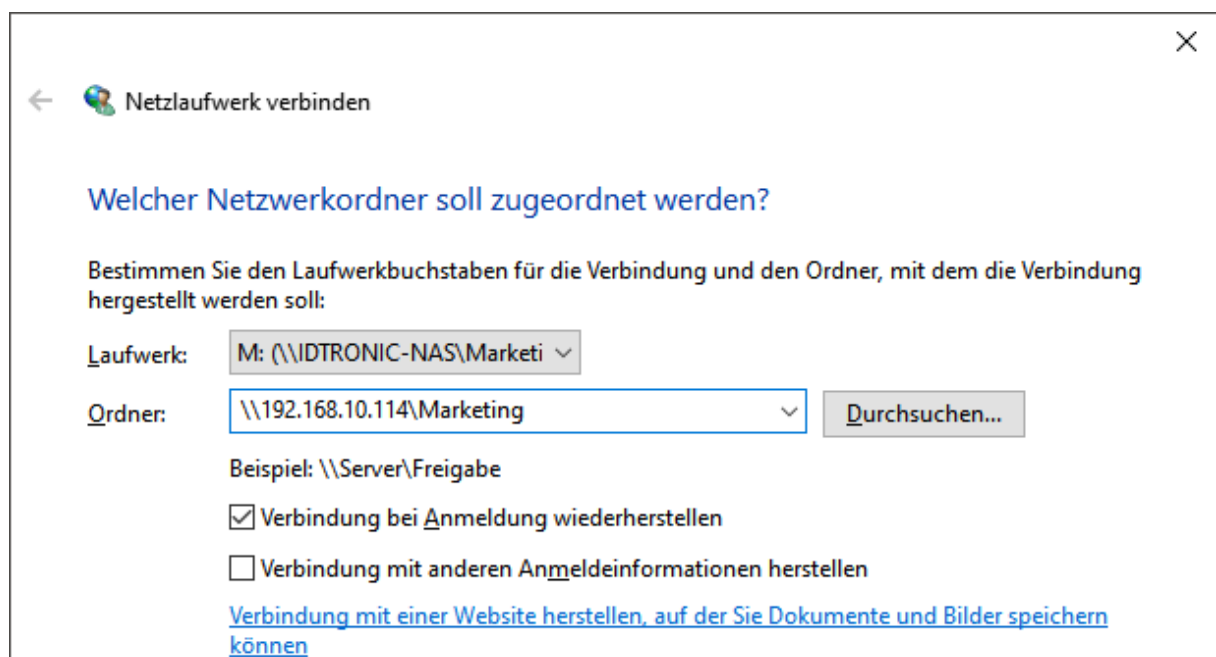 Netzlaufwerk verbinden
Welcher Netzwerkordner soll zugeordnet werden?
Bestimmen Sie den Laufwerkbuchstaben für die Verbindung und den Ordner, mit dem die Verbindung
hergestellt werden soll:
Laufwerk: M: (\\IDTRONIC-NAS\Marketi
Ordner: \\192.168.10.114\Marketing Durchsuchen...
Beispiel: \\Server\Freigabe
Verbindung bei Anmeldung wiederherstellen
Verbindung mit anderen Anmeldeinformationen herstellen
Verbindung mit einer Website herstellen, auf der Sie Dokumente und Bilder speichern
können